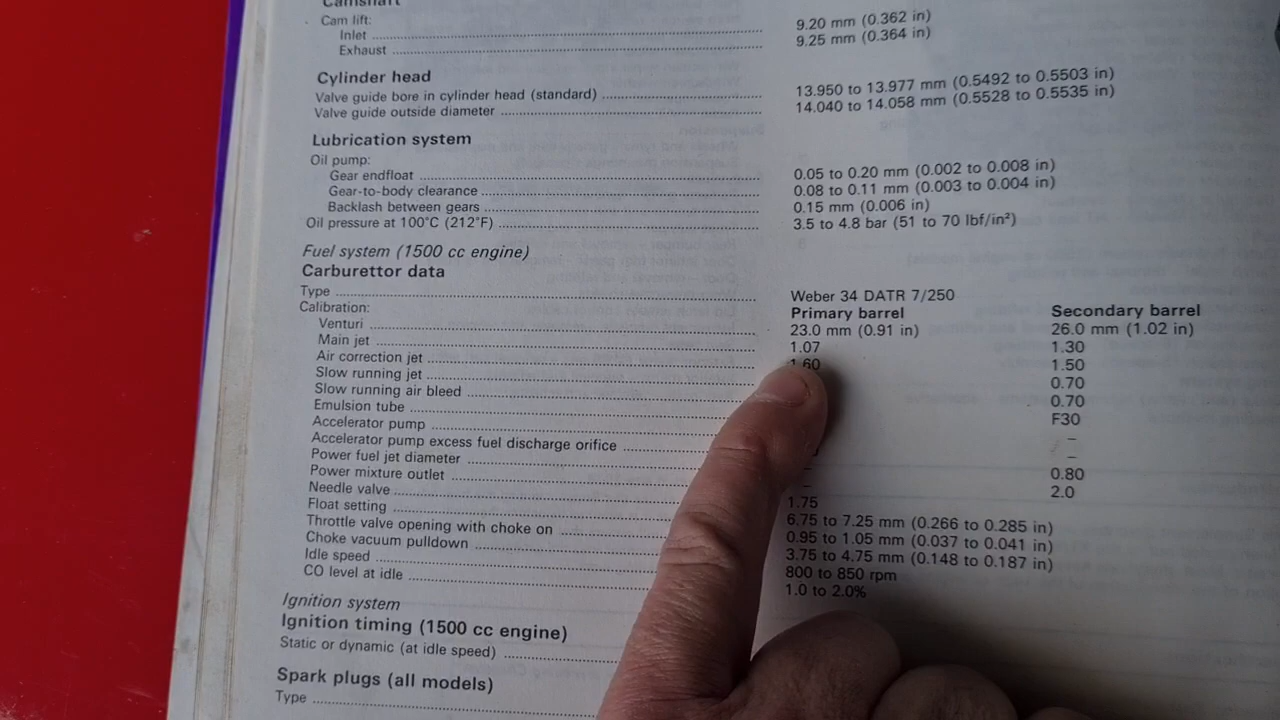 Camshaft
Cam lift:
Inlet ........ 9.20 mm (0.362 in)
Exhaust ........ 9.25 mm (0.364 in)
Cylinder head
Valve guide bore in cylinder head (standard) ........ 13.950 to 13.977 mm (0.5492 to 0.5503 in)
Valve guide outside diameter ........ 14.040 to 14.058 mm (0.5528 to 0.5535 in)
Lubrication system
Oil pump:
Gear endfloat ........ 0.05 to 0.20 mm (0.002 to 0.008 in)
Gear-to-body clearance ........ 0.08 to 0.11 mm (0.003 to 0.004 in)
Backlash between gears ........ 0.15 mm (0.006 in)
Oil pressure at 100°C (212°F) ........ 3.5 to 4.8 bar (51 to 70 lbf/in²)
Fuel system (1500 cc engine)
Carburettor data
Type ........ Weber 34 DATR 7/250
Calibration: Primary barrel Secondary barrel
Venturi ........ 23.0 mm (0.91 in) 26.0 mm (1.02 in)
Main jet ........ 1.07 1.30
Air correction jet ........ 1.60 1.50
Slow running jet ........ 0.70
Slow running air bleed ........ 0.70
Emulsion tube ........ F30
Accelerator pump ........ –
Accelerator pump excess fuel discharge orifice ........ –
Power fuel jet diameter ........ – 0.80
Power mixture outlet ........ – 2.0
Needle valve ........ 1.75
Float setting ........ 6.75 to 7.25 mm (0.266 to 0.285 in)
Throttle valve opening with choke on ........ 0.95 to 1.05 mm (0.037 to 0.041 in)
Choke vacuum pulldown ........ 3.75 to 4.75 mm (0.148 to 0.187 in)
Idle speed ........ 800 to 850 rpm
CO level at idle ........ 1.0 to 2.0%
Ignition system
Ignition timing (1500 cc engine)
Static or dynamic (at idle speed) ........
Spark plugs (all models)
Type ........